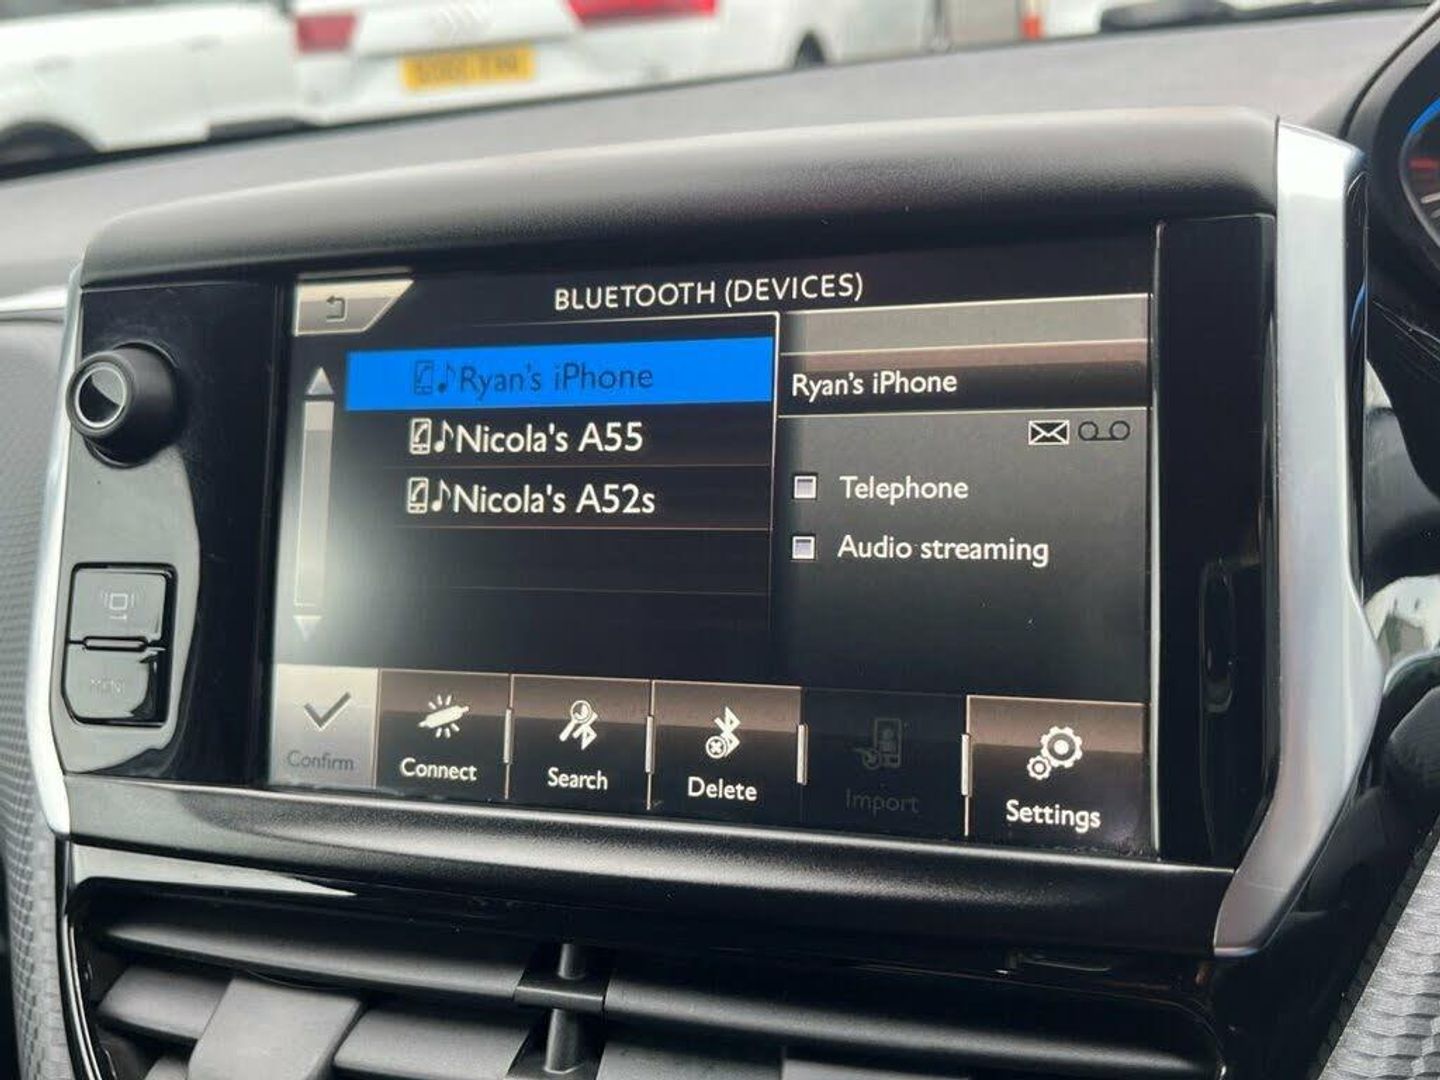 BLUETOOTH (DEVICES)
Ryan's iPhone
Nicola's A55
Nicola's A52s
Ryan's iPhone
Telephone
Audio streaming
Confirm
Connect
Search
Delete
Import
Settings
MENU